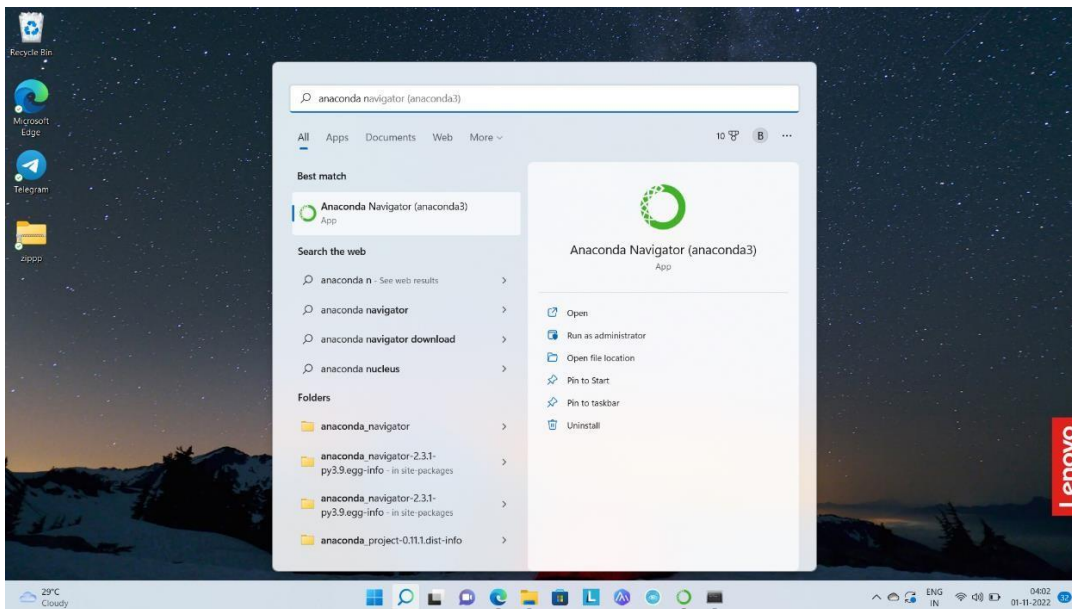 Recycle Bin
Microsoft
Edge
Telegram
zippp
anaconda navigator (anaconda3)
All Apps Documents Web More
10 B ...
Best match
Anaconda Navigator (anaconda3)
App
Search the web
anaconda n - See web results
anaconda navigator
anaconda navigator download
anaconda nucleus
Folders
anaconda_navigator
anaconda_navigator-2.3.1-
py3.9.egg-info - in site-packages
anaconda_navigator-2.3.1-
py3.9.egg-info - in site-packages
anaconda_project-0.11.1.dist-info
Anaconda Navigator (anaconda3)
App
Open
Run as administrator
Open file location
Pin to Start
Pin to taskbar
Uninstall
Lenovo
29°C
Cloudy
L
ENG
IN
04:02
01-11-2022
32